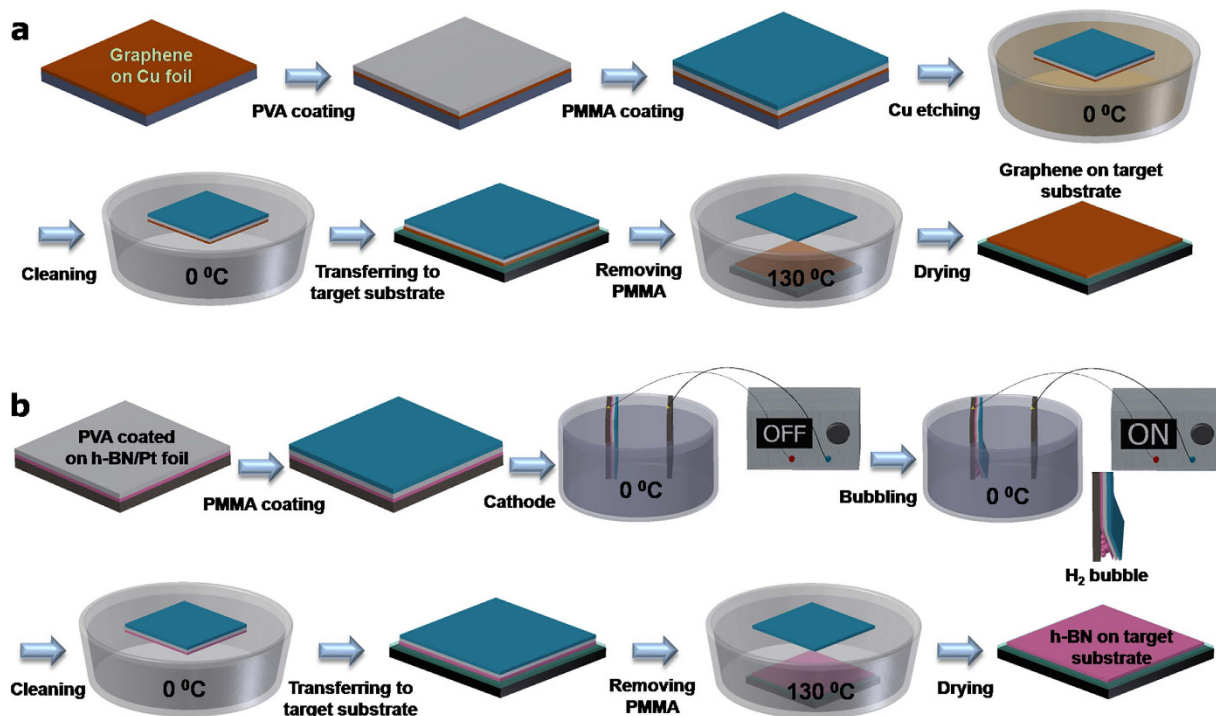 a
Graphene
on Cu foil
PVA coating
PMMA coating
Cu etching
0 ⁰C
Cleaning
0 ⁰C
Transferring to
target substrate
Removing
PMMA
130 ⁰C
Drying
Graphene on target
substrate
b
PVA coated
on h-BN/Pt foil
PMMA coating
Cathode
0 ⁰C
OFF
Bubbling
0 ⁰C
ON
H₂ bubble
Cleaning
0 ⁰C
Transferring to
target substrate
Removing
PMMA
130 ⁰C
Drying
h-BN on target
substrate